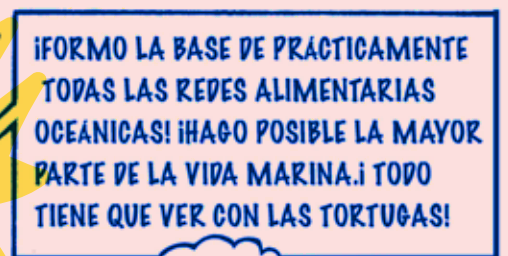 ¡FORMO LA BASE DE PRÁCTICAMENTE
TODAS LAS REDES ALIMENTARIAS
OCEÁNICAS! ¡HAGO POSIBLE LA MAYOR
PARTE DE LA VIDA MARINA.¡ TODO
TIENE QUE VER CON LAS TORTUGAS!